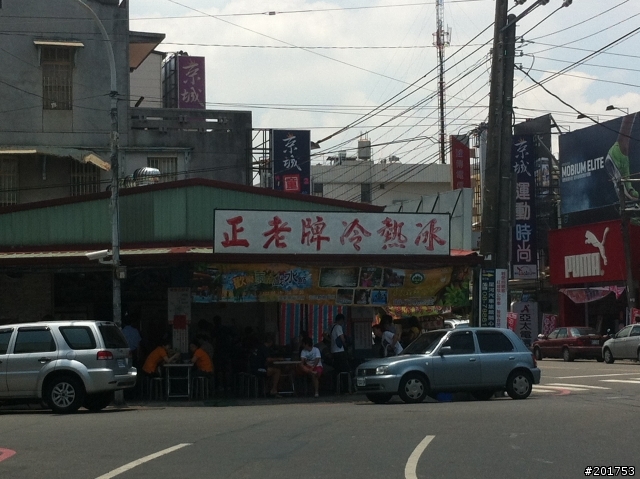 京城
京城
正老牌冷熱冰
京城
運動時尚
MOBIUM ELITE
PUMA
#201753